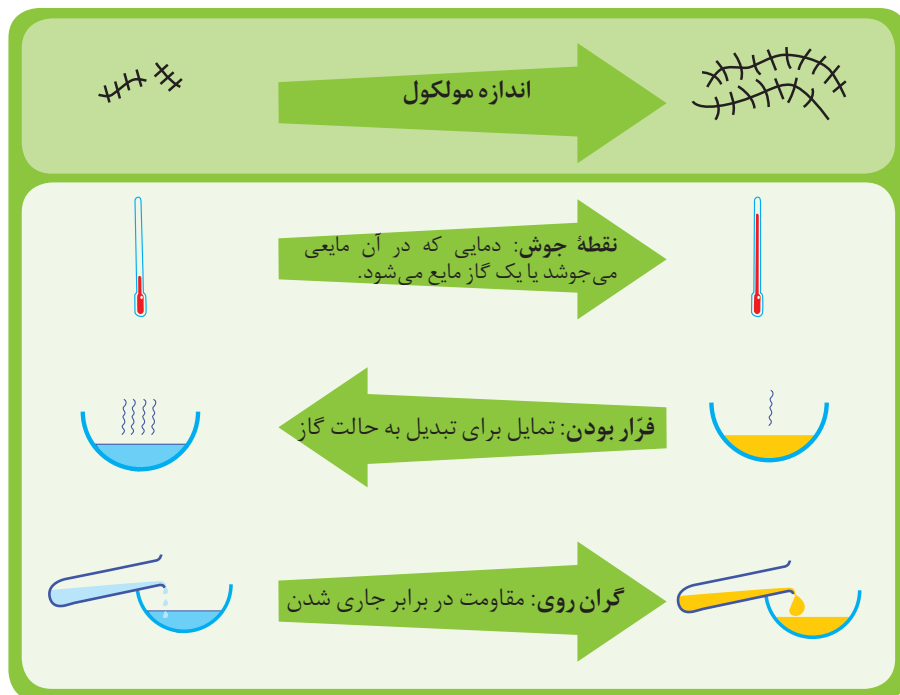 اندازه مولکول
نقطۀ جوش: دمایی که در آن مایعی
می‌جوشد یا یک گاز مایع می‌شود.
فرّار بودن: تمایل برای تبدیل به حالت گاز
گران روی: مقاومت در برابر جاری شدن